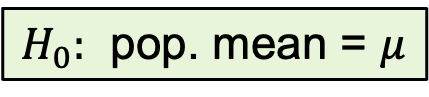 H₀: pop. mean = μ